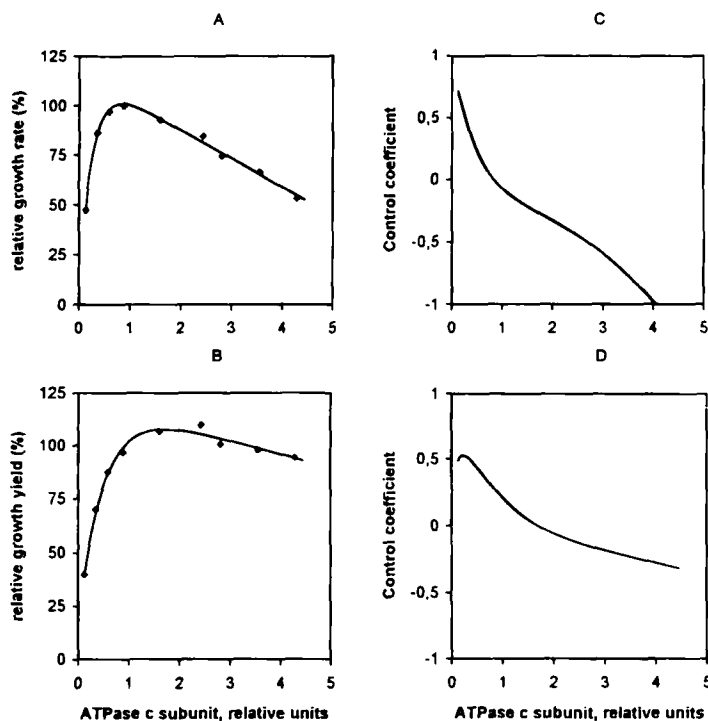 A
relative growth rate (%)
125
100
75
50
25
0
0 1 2 3 4 5
C
Control coefficient
1
0,5
0
-0,5
-1
0 1 2 3 4 5
B
relative growth yield (%)
125
100
75
50
25
0
0 1 2 3 4 5
ATPase c subunit, relative units
D
Control coefficient
1
0,5
0
-0,5
-1
0 1 2 3 4 5
ATPase c subunit, relative units